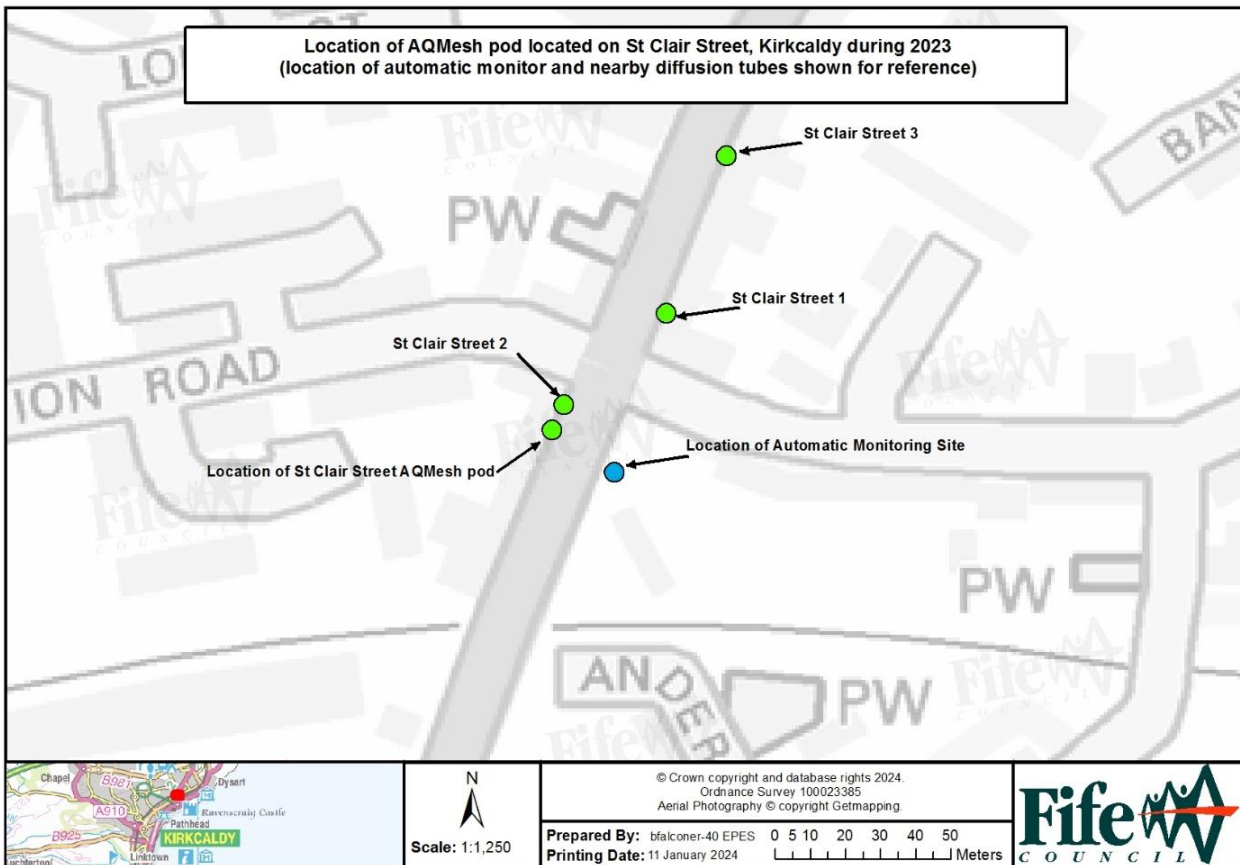 Location of AQMesh pod located on St Clair Street, Kirkcaldy during 2023
(location of automatic monitor and nearby diffusion tubes shown for reference)
St Clair Street 3
BAN
PW
St Clair Street 1
St Clair Street 2
ION ROAD
Location of Automatic Monitoring Site
Location of St Clair Street AQMesh pod
PW
ANDER
PW
Chapel
B981
Dysart
A910
Ravenscraig Castle
Pathhead
B925
KIRKCALDY
Linktown
N
Scale: 1:1,250
© Crown copyright and database rights 2024.
Ordnance Survey 100023385
Aerial Photography © copyright Getmapping.
Prepared By: bfalconer-40 EPES
Printing Date: 11 January 2024
0 5 10 20 30 40 50
Meters
Fife
COUNCIL